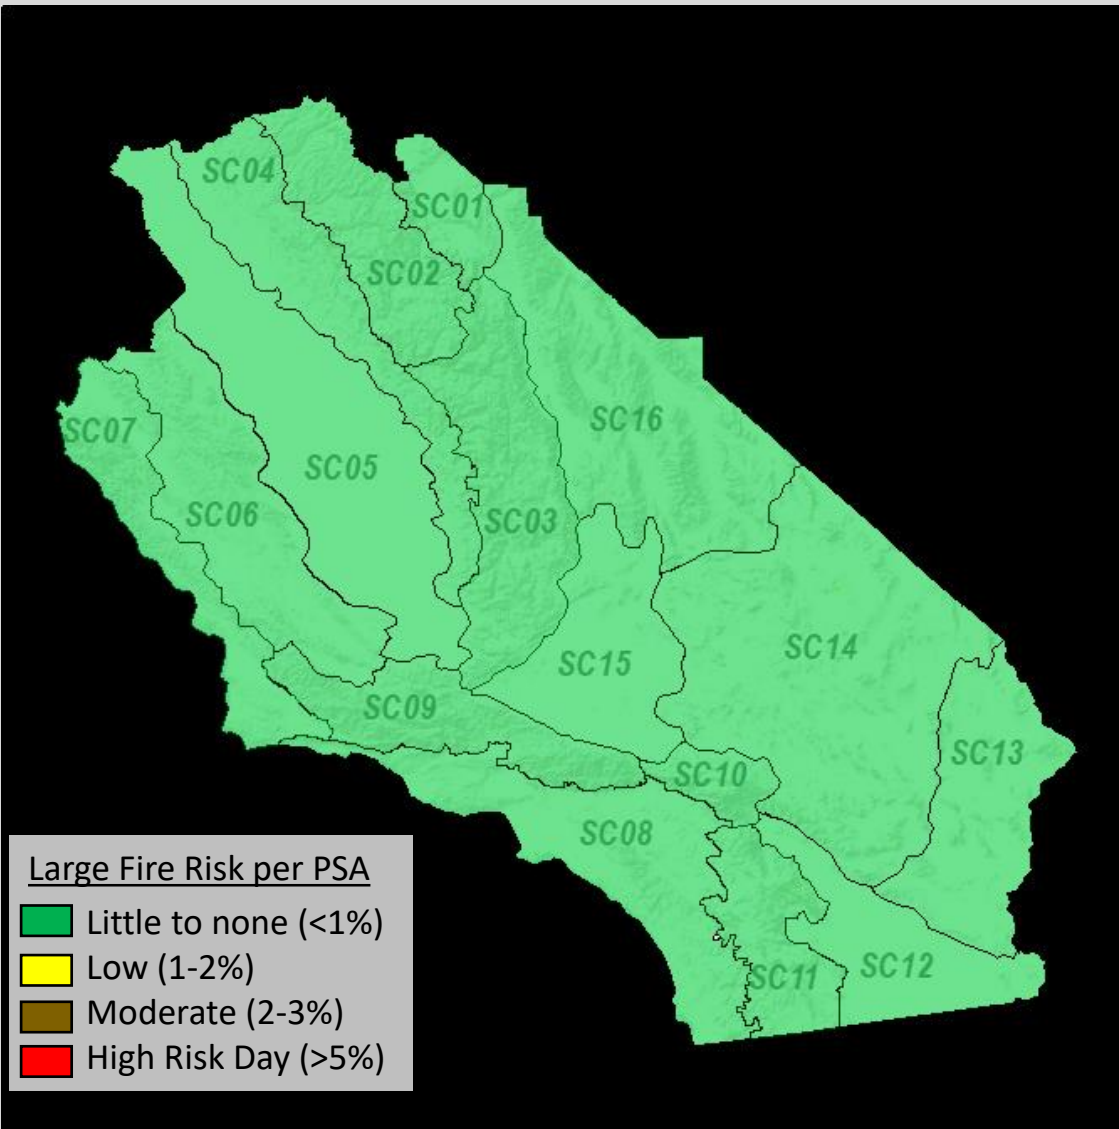 SC04
SC01
SC02
SC16
SC07
SC05
SC06
SC03
SC14
SC15
SC09
SC13
SC10
SC08
SC11
SC12
Large Fire Risk per PSA
Little to none (<1%)
Low (1-2%)
Moderate (2-3%)
High Risk Day (>5%)